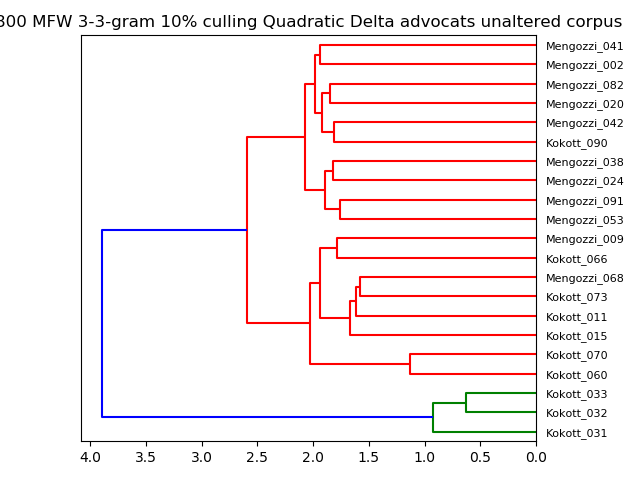 300 MFW 3-3-gram 10% culling Quadratic Delta advocats unaltered corpus
Mengozzi_041
Mengozzi_002
Mengozzi_082
Mengozzi_020
Mengozzi_042
Kokott_090
Mengozzi_038
Mengozzi_024
Mengozzi_091
Mengozzi_053
Mengozzi_009
Kokott_066
Mengozzi_068
Kokott_073
Kokott_011
Kokott_015
Kokott_070
Kokott_060
Kokott_033
Kokott_032
Kokott_031
4.0 3.5 3.0 2.5 2.0 1.5 1.0 0.5 0.0